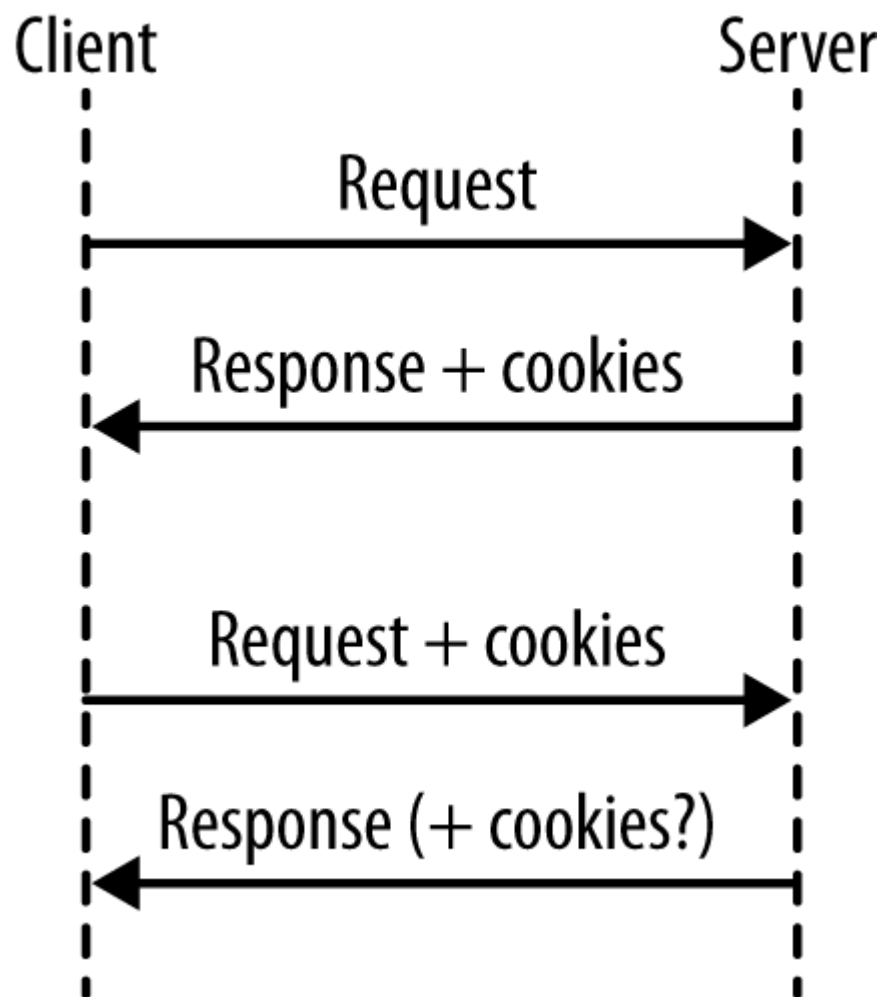 Client
Server
Request
Response + cookies
Request + cookies
Response (+ cookies?)